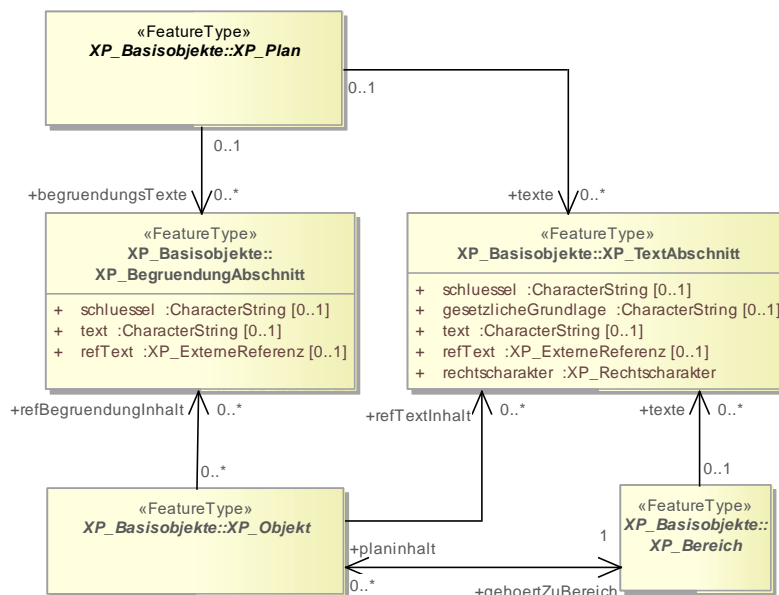 «FeatureType»
XP_Basisobjekte::XP_Plan
0..1
0..1
+begruendungsTexte
0..*
+texte
0..*
«FeatureType»
XP_Basisobjekte::
XP_BegruendungAbschnitt
+ schluessel :CharacterString [0..1]
+ text :CharacterString [0..1]
+ refText :XP_ExterneReferenz [0..1]
«FeatureType»
XP_Basisobjekte::XP_TextAbschnitt
+ schluessel :CharacterString [0..1]
+ gesetzlicheGrundlage :CharacterString [0..1]
+ text :CharacterString [0..1]
+ refText :XP_ExterneReferenz [0..1]
+ rechtscharakter :XP_Rechtscharakter
+refBegruendungInhalt
0..*
+refTextInhalt
0..*
+texte
0..*
0..*
0..1
«FeatureType»
XP_Basisobjekte::XP_Objekt
«FeatureType»
XP_Basisobjekte::
XP_Bereich
+planinhalt
1
0..*
+gehoertZuBereich